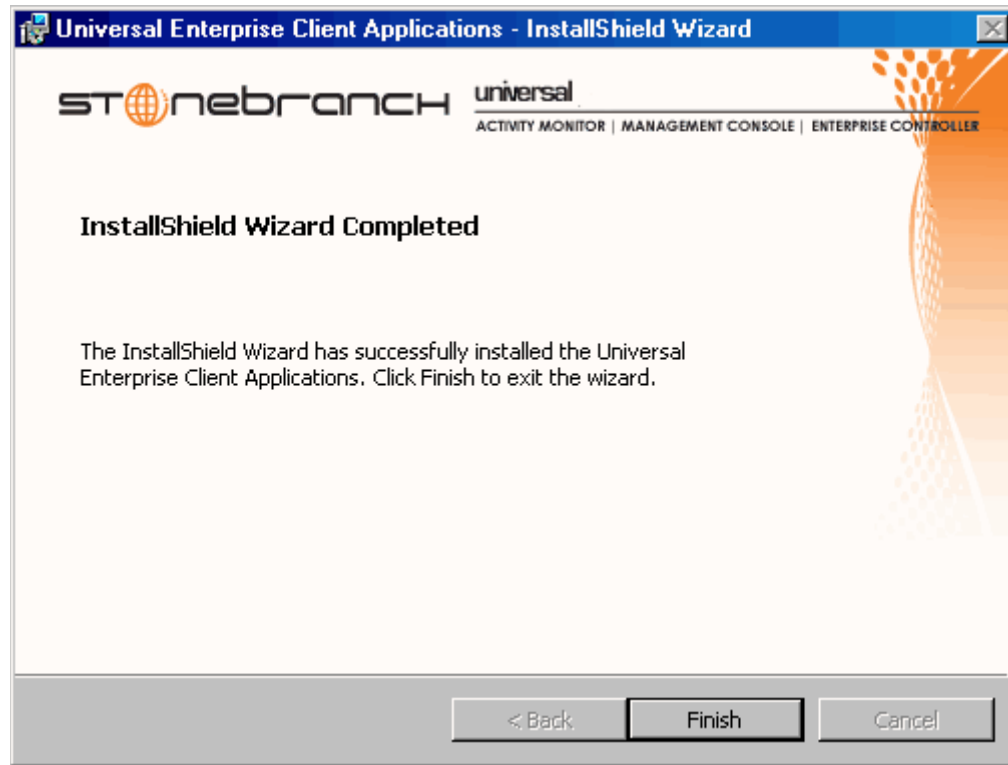 Universal Enterprise Client Applications - InstallShield Wizard
STonebrancH
universal
ACTIVITY MONITOR | MANAGEMENT CONSOLE | ENTERPRISE CONTROLLER
InstallShield Wizard Completed
The InstallShield Wizard has successfully installed the Universal
Enterprise Client Applications. Click Finish to exit the wizard.
< Back
Finish
Cancel